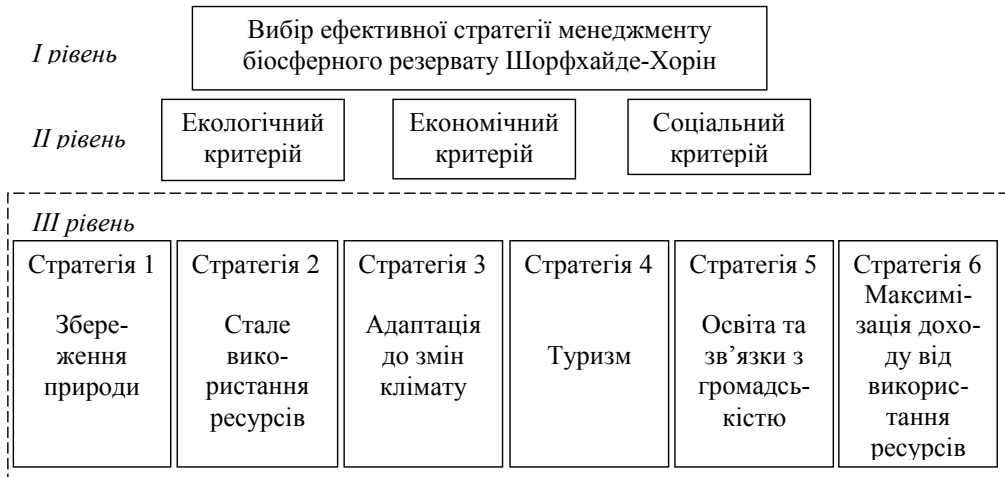 I рівень
Вибір ефективної стратегії менеджменту
біосферного резервату Шорфхайде-Хорін
II рівень
Екологічний
критерій
Економічний
критерій
Соціальний
критерій
III рівень
Стратегія 1
Збере-
ження
природи
Стратегія 2
Стале
вико-
ристання
ресурсів
Стратегія 3
Адаптація
до змін
клімату
Стратегія 4
Туризм
Стратегія 5
Освіта та
зв’язки з
громадсь-
кістю
Стратегія 6
Максимі-
зація дохо-
ду від
викорис-
тання
ресурсів